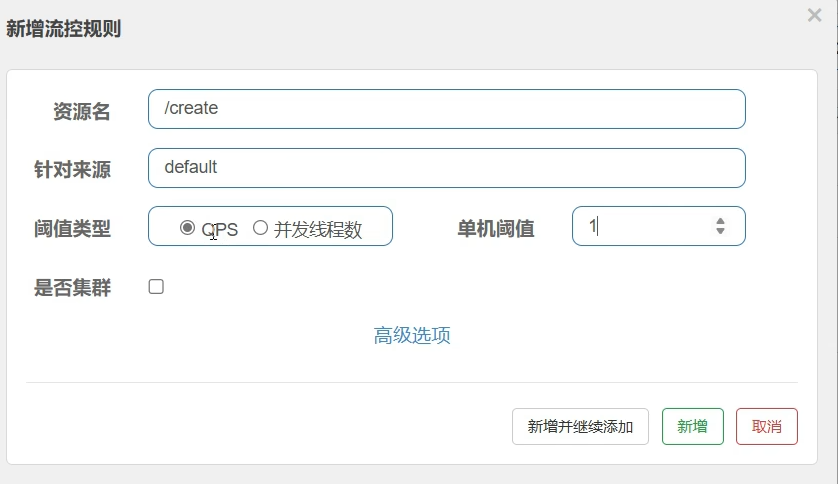 新增流控规则
资源名 /create
针对来源 default
阈值类型 QPS 并发线程数 单机阈值 1
是否集群
高级选项
新增并继续添加 新增 取消